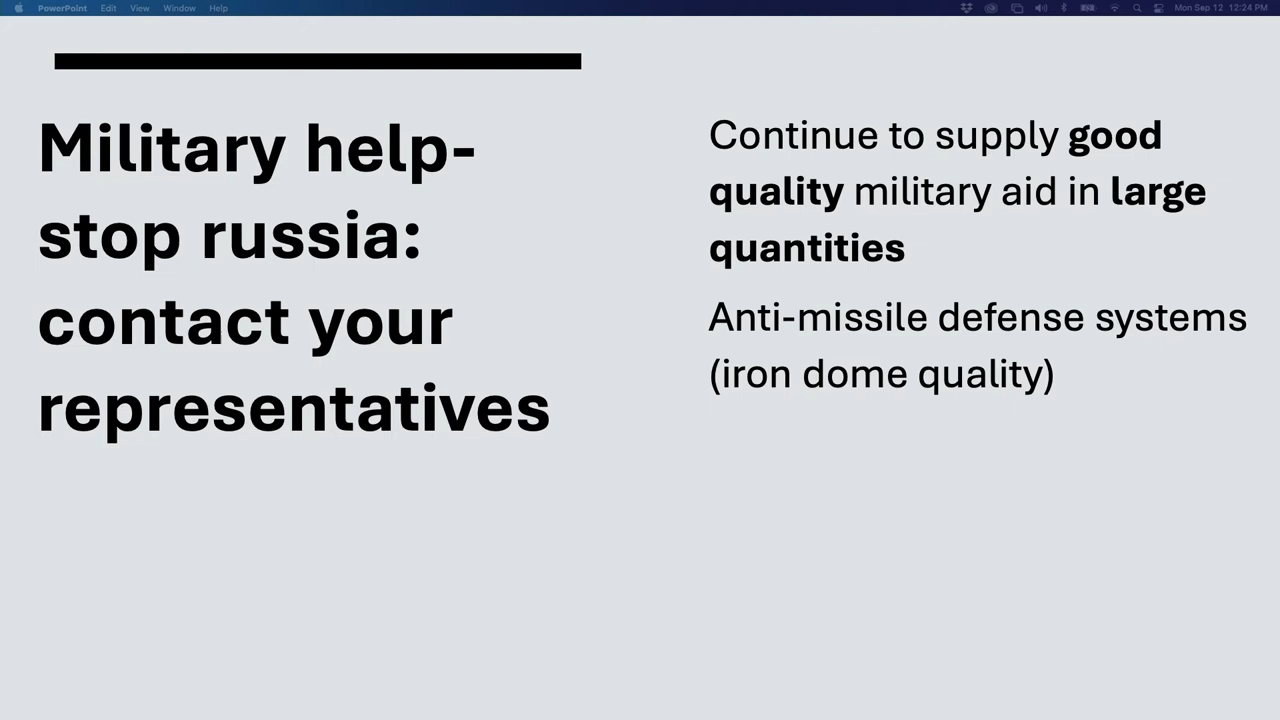 PowerPoint Edit View Window Help Mon Sep 12 12:24 PM
Military help-
stop russia:
contact your
representatives
Continue to supply good
quality military aid in large
quantities
Anti-missile defense systems
(iron dome quality)